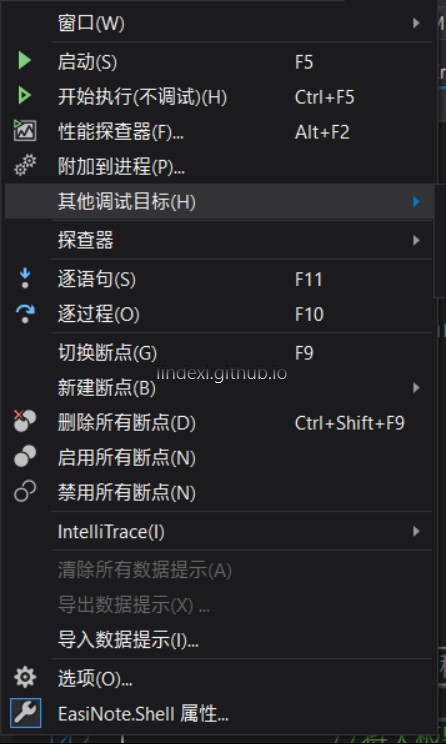 窗口(W)
启动(S) F5
开始执行(不调试)(H) Ctrl+F5
性能探查器(F)... Alt+F2
附加到进程(P)...
其他调试目标(H)
探查器
逐语句(S) F11
逐过程(O) F10
切换断点(G) F9
新建断点(B)
lindexi.github.io
删除所有断点(D) Ctrl+Shift+F9
启用所有断点(N)
禁用所有断点(N)
IntelliTrace(I)
清除所有数据提示(A)
导出数据提示(X) ...
导入数据提示(I)...
选项(O)...
EasiNote.Shell 属性...